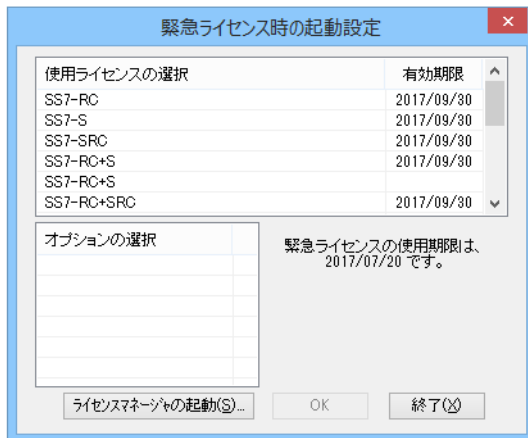 緊急ライセンス時の起動設定
使用ライセンスの選択 有効期限
SS7-RC 2017/09/30
SS7-S 2017/09/30
SS7-SRC 2017/09/30
SS7-RC+S 2017/09/30
SS7-RC+S
SS7-RC+SRC 2017/09/30
オプションの選択
緊急ライセンスの使用期限は、
2017/07/20 です。
ライセンスマネージャの起動(S)... OK 終了(X)